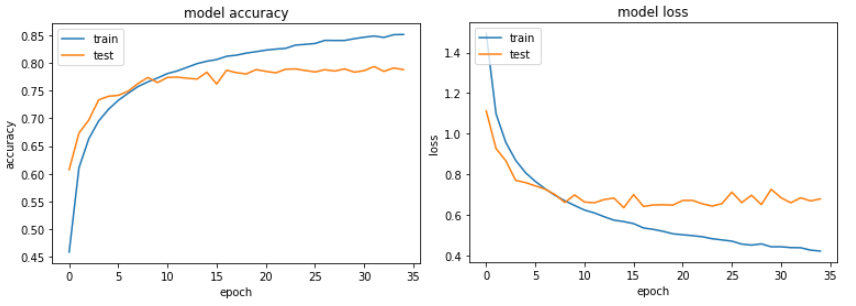 model accuracy
train
test
accuracy
0.85
0.80
0.75
0.70
0.65
0.60
0.55
0.50
0.45
0 5 10 15 20 25 30 35
epoch
model loss
train
test
loss
1.4
1.2
1.0
0.8
0.6
0.4
0 5 10 15 20 25 30 35
epoch